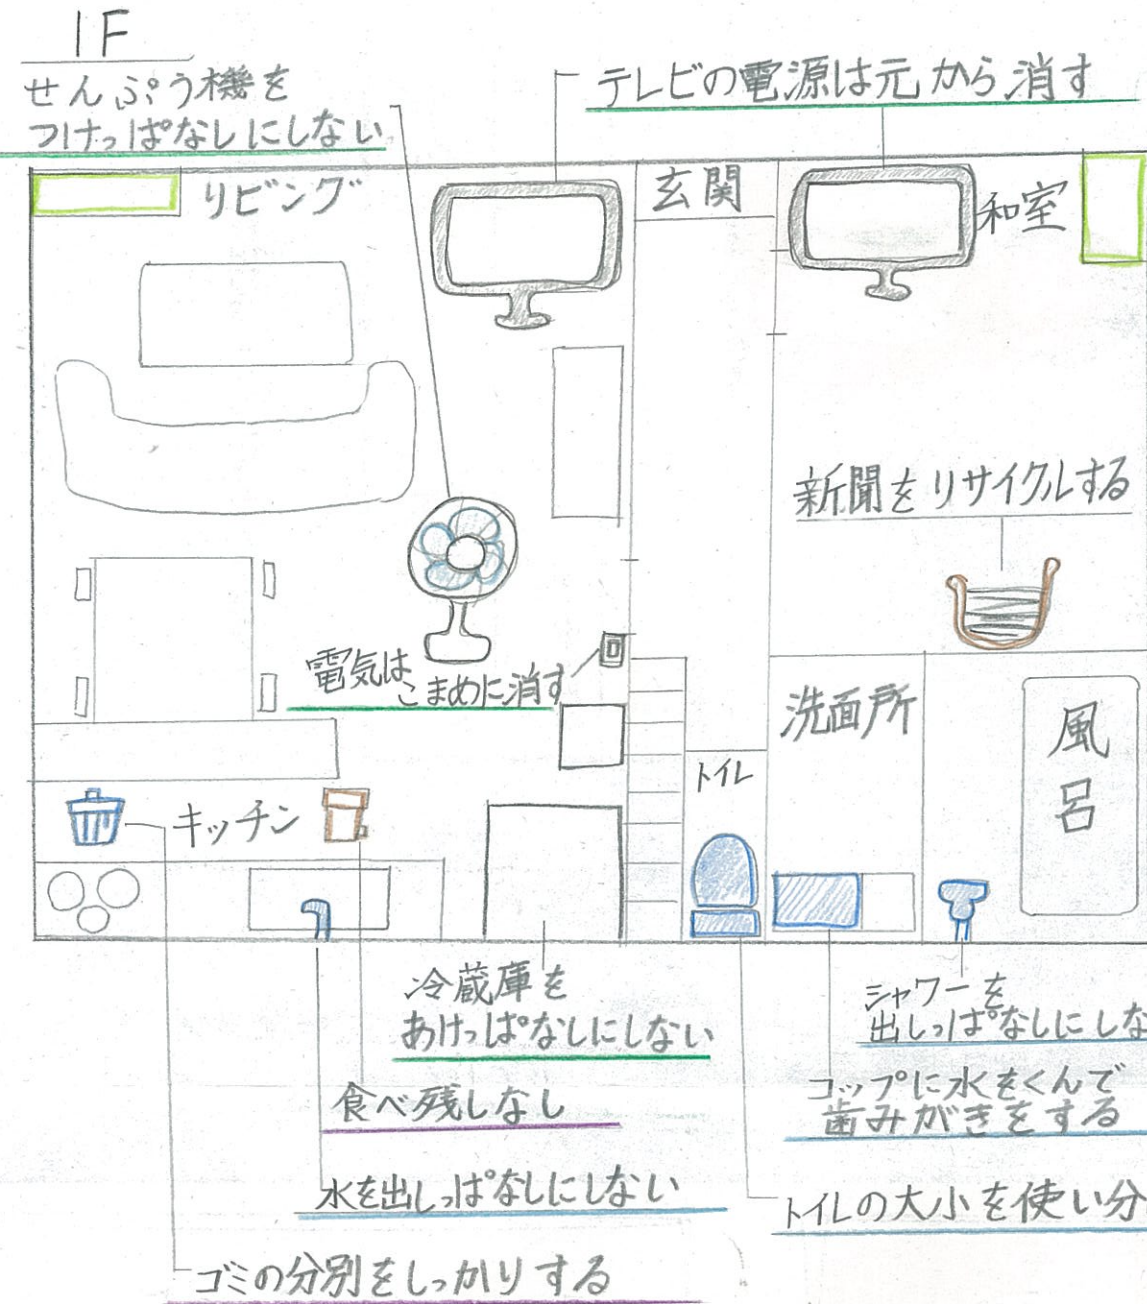 1F
せんぷう機を
つけっぱなしにしない
テレビの電源は元から消す
リビング
玄関
和室
新聞をリサイクルする
電気は
こまめに消す
洗面所
風呂
トイレ
キッチン
冷蔵庫を
あけっぱなしにしない
シャワーを
出しっぱなしにしな
食べ残しなし
コップに水をくんで
歯みがきをする
水を出しっぱなしにしない
トイレの大小を使い分
ゴミの分別をしっかりする